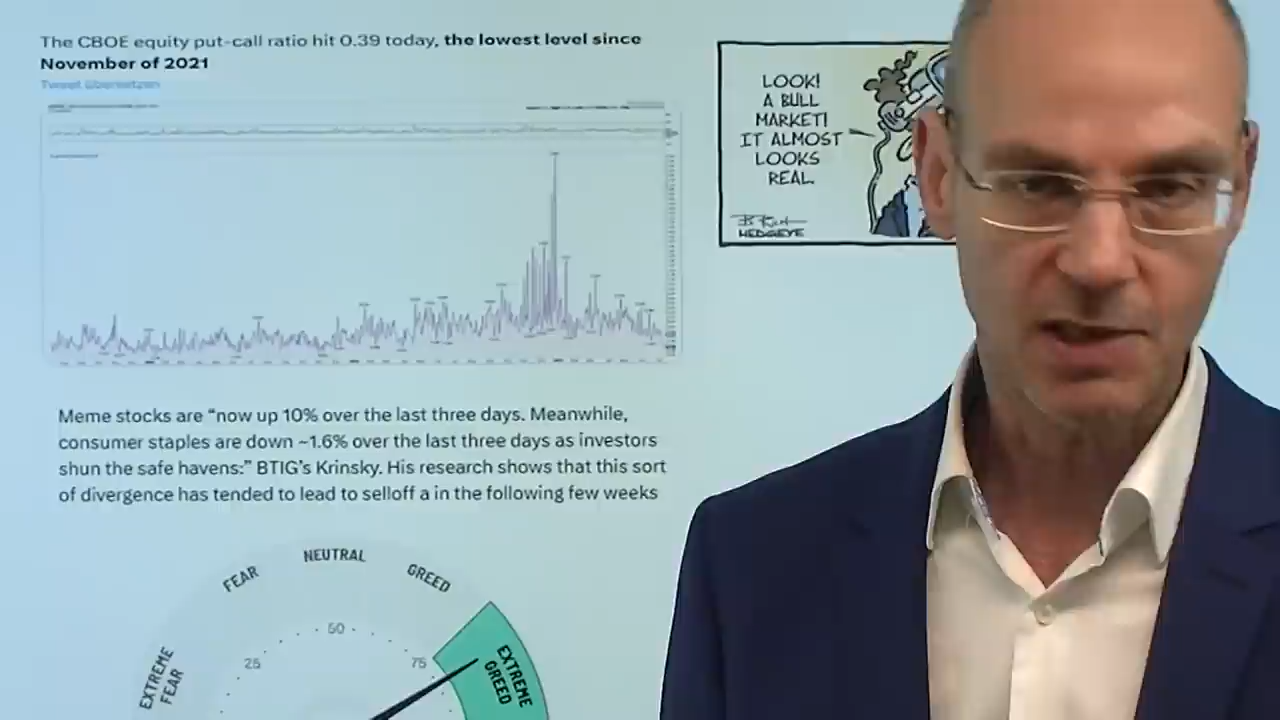 The CBOE equity put-call ratio hit 0.39 today, the lowest level since
November of 2021
Tweet übersetzen
LOOK!
A BULL
MARKET!
IT ALMOST
LOOKS
REAL.
HEDGEYE
Meme stocks are “now up 10% over the last three days. Meanwhile,
consumer staples are down ~1.6% over the last three days as investors
shun the safe havens:” BTIG’s Krinsky. His research shows that this sort
of divergence has tended to lead to selloff a in the following few weeks
EXTREME
FEAR
FEAR
NEUTRAL
GREED
EXTREME
GREED
25
50
75